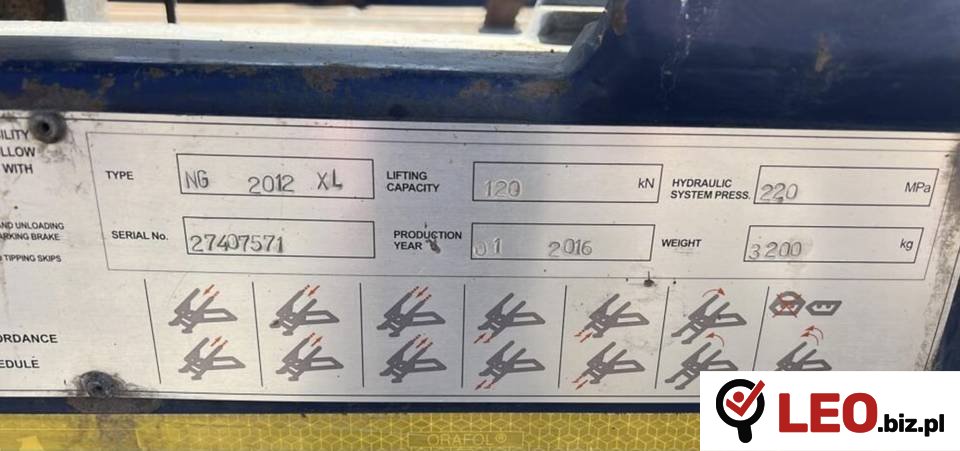 ILITY
LLOW
WITH
TYPE NG 2012 XL
LIFTING CAPACITY 120 kN
HYDRAULIC SYSTEM PRESS. 220 MPa
SERIAL No. 27407571
PRODUCTION YEAR 01 2016
WEIGHT 3200 kg
AND UNLOADING
ARKING BRAKE
TIPPING SKIPS
ORDANCE
EDULE
ORAFOL®
LEO.biz.pl